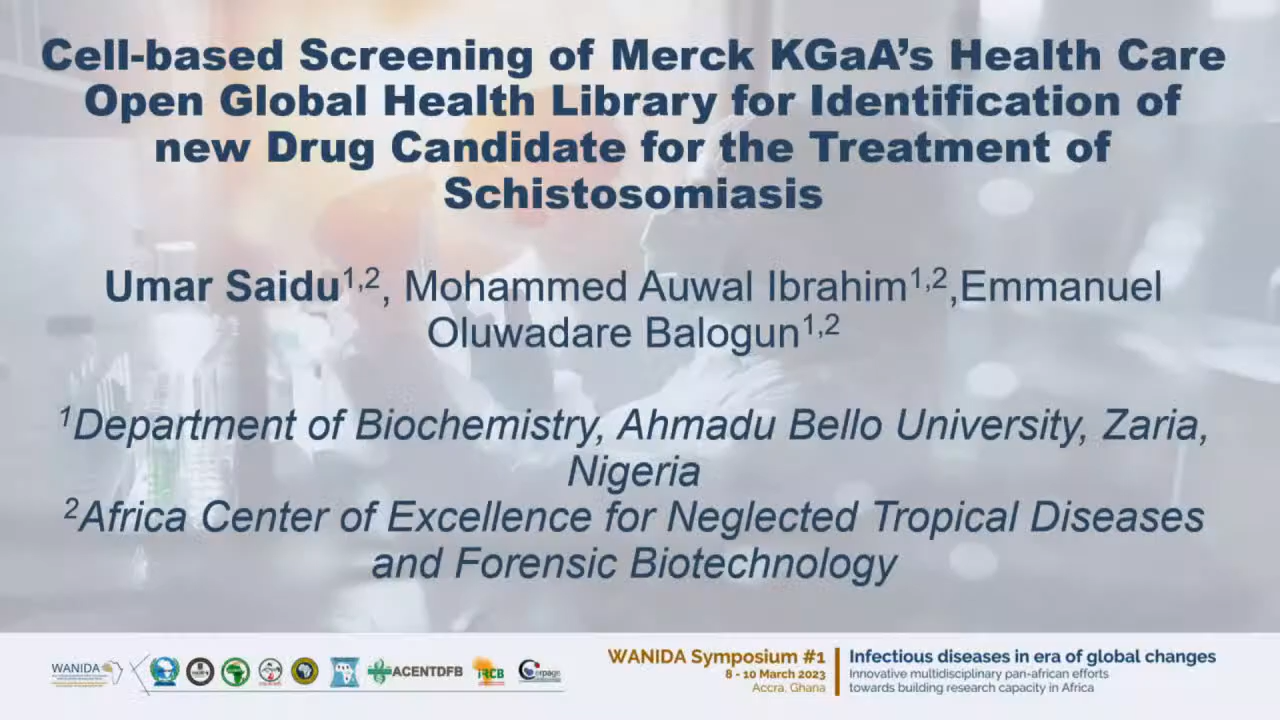 Cell-based Screening of Merck KGaA's Health Care
Open Global Health Library for Identification of
new Drug Candidate for the Treatment of
Schistosomiasis
Umar Saidu1,2, Mohammed Auwal Ibrahim1,2,Emmanuel
Oluwadare Balogun1,2
1Department of Biochemistry, Ahmadu Bello University, Zaria,
Nigeria
2Africa Center of Excellence for Neglected Tropical Diseases
and Forensic Biotechnology
WANIDA
ACENTDFB
IRCB
Cerpage
WANIDA Symposium #1
8 - 10 March 2023
Accra, Ghana
Infectious diseases in era of global changes
Innovative multidisciplinary pan-african efforts
towards building research capacity in Africa